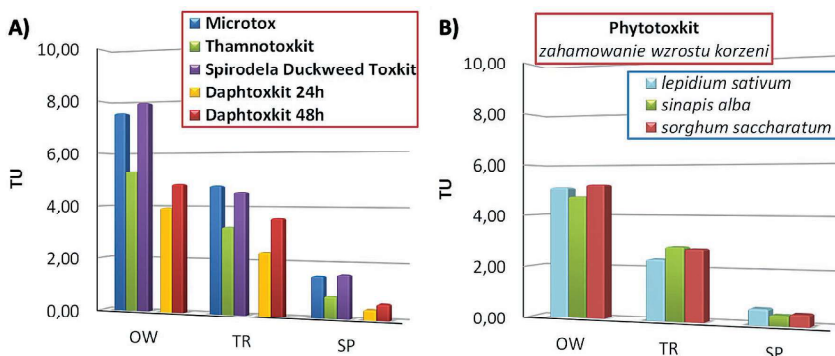 A)
Microtox
Thamnotoxkit
Spirodela Duckweed Toxkit
Daphtoxkit 24h
Daphtoxkit 48h
TU
10,00
8,00
6,00
4,00
2,00
0,00
OW
TR
SP
B)
Phytotoxkit
zahamowanie wzrostu korzeni
lepidium sativum
sinapis alba
sorghum saccharatum
TU
10,00
8,00
6,00
4,00
2,00
0,00
OW
TR
SP